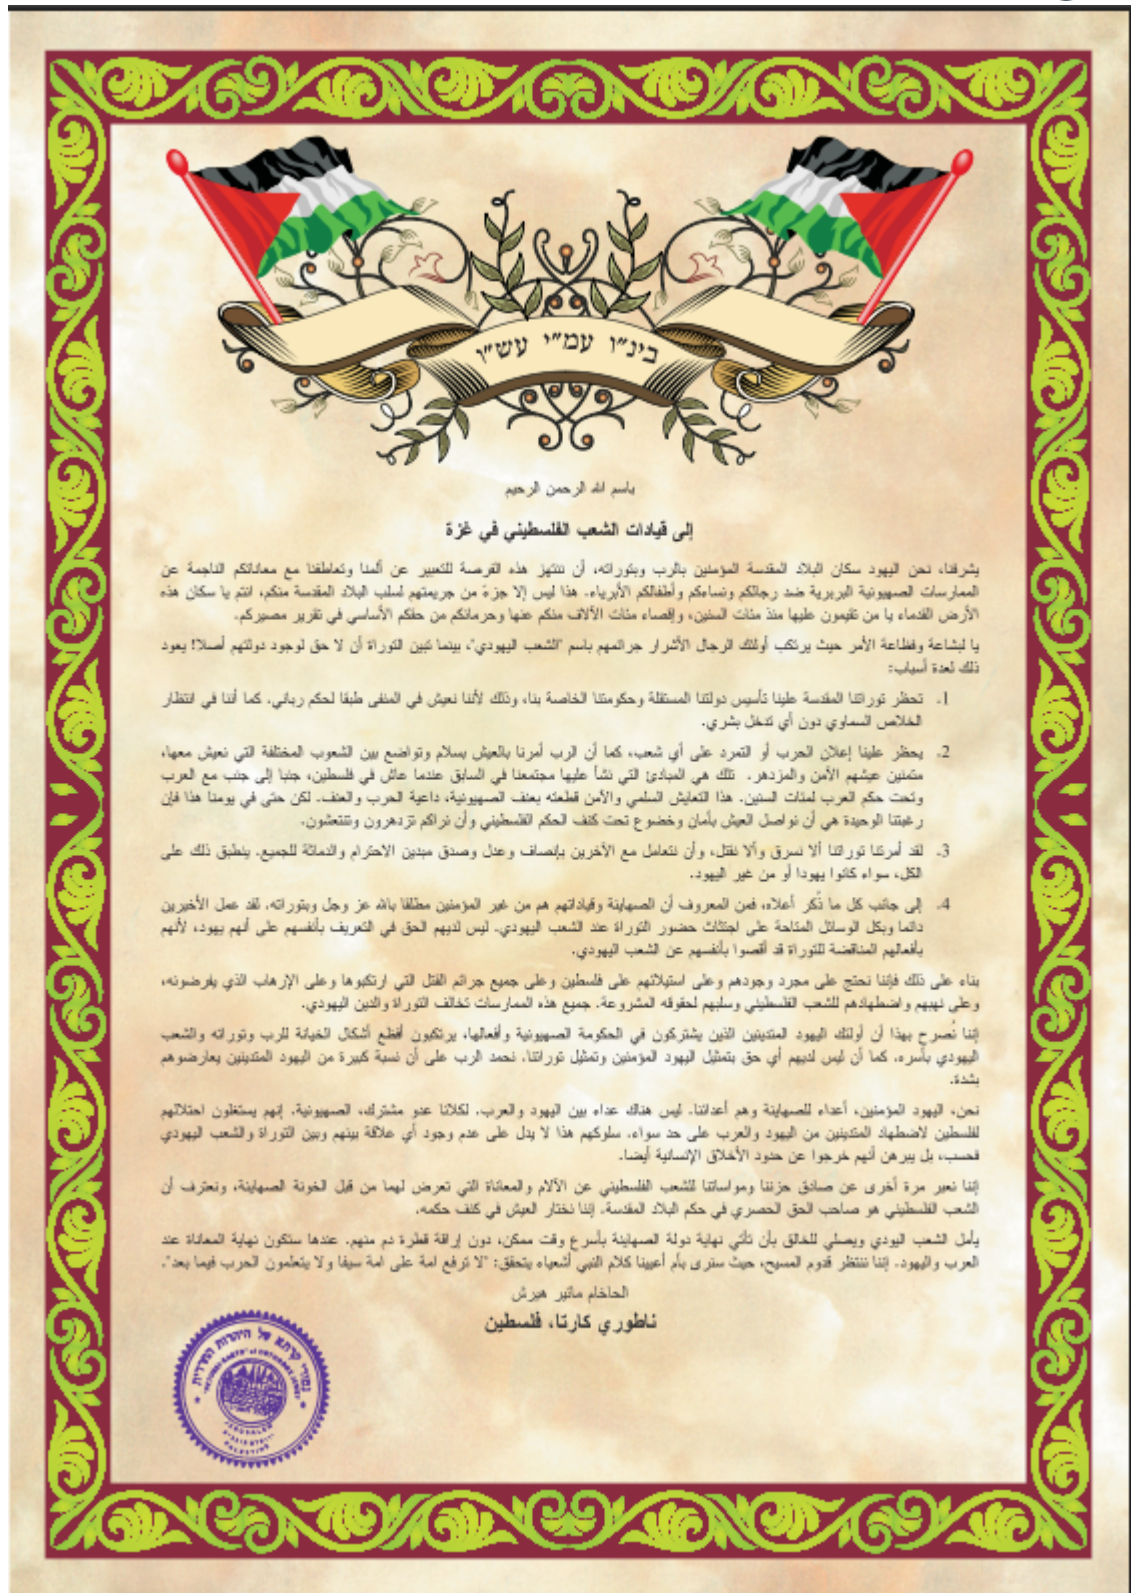 בינ"ו עמ"י עש"ו
باسم الله الرحمن الرحيم
إلى قيادات الشعب الفلسطيني في غزة
يشرفنا، نحن اليهود سكان البلاد المقدسة المؤمنين بالرب وبتوراته، أن ننتهز هذه الفرصة للتعبير عن ألمنا وتعاطفنا مع معاناتكم الناجمة عن
الممارسات الصهيونية البربرية ضد رجالكم ونساءكم وأطفالكم الأبرياء. هذا ليس إلا جزءً من جريمتهم لسلب البلاد المقدسة منكم، انتم يا سكان هذه
الأرض القدماء يا من تقيمون عليها منذ مئات السنين، وإقصاء مئات الآلاف منكم عنها وحرمانكم من حقكم الأساسي في تقرير مصيركم.
يا لبشاعة وفظاعة الأمر حيث يرتكب أولئك الرجال الأشرار جرائمهم باسم "الشعب اليهودي"، بينما تبين التوراة أن لا حق لوجود دولتهم أصلا! يعود
ذلك لعدة أسباب:
1. تحظر توراتنا المقدسة علينا تأسيس دولتنا المستقلة وحكومتنا الخاصة بنا، وذلك لأننا نعيش في المنفى طبقا لحكم رباني. كما أننا في انتظار
الخلاص السماوي دون أي تدخل بشري.
2. يحظر علينا إعلان الحرب أو التمرد على أي شعب، كما أن الرب أمرنا بالعيش بسلام وتواضع بين الشعوب المختلفة التي نعيش معها،
متمنين عيشهم الأمن والمزدهر. تلك هي المبادئ التي نشأ عليها مجتمعنا في السابق عندما عاش في فلسطين، جنبا إلى جنب مع العرب
وتحت حكم العرب لمئات السنين. هذا التعايش السلمي والأمن قطعته بعنف الصهيونية، داعية الحرب والعنف. لكن حتى في يومنا هذا فإن
رغبتنا الوحيدة هي أن نواصل العيش بأمان وخضوع تحت كنف الحكم الفلسطيني وأن نراكم تزدهرون وتنتعشون.
3. لقد أمرتنا توراتنا ألا نسرق وألا نقتل، وأن نتعامل مع الآخرين بإنصاف وعدل وصدق مبدين الاحترام والدماثة للجميع. ينطبق ذلك على
الكل، سواء كانوا يهودا أو من غير اليهود.
4. إلى جانب كل ما ذُكر أعلاه، فمن المعروف أن الصهاينة وقياداتهم هم من غير المؤمنين مطلقا بالله عز وجل وبتوراته. لقد عمل الأخيرين
دائما وبكل الوسائل المتاحة على اجتثاث حضور التوراة عند الشعب اليهودي. ليس لديهم الحق في التعريف بأنفسهم على أنهم يهود، لأنهم
بأفعالهم المناقضة للتوراة قد أقصوا بأنفسهم عن الشعب اليهودي.
بناء على ذلك فإننا نحتج على مجرد وجودهم وعلى استيلائهم على فلسطين وعلى جميع جرائم القتل التي ارتكبوها وعلى الإرهاب الذي يفرضونه،
وعلى نهبهم واضطهادهم للشعب الفلسطيني وسلبهم لحقوقه المشروعة. جميع هذه الممارسات تخالف التوراة والدين اليهودي.
إننا نُصرح بهذا أن أولئك اليهود المتدينين الذين يشتركون في الحكومة الصهيونية وأفعالها، يرتكبون أفظع أشكال الخيانة للرب وتوراته والشعب
اليهودي بأسره، كما أن ليس لديهم أي حق بتمثيل اليهود المؤمنين وتمثيل توراتنا. نحمد الرب على أن نسبة كبيرة من اليهود المتدينين يعارضوهم
بشدة.
نحن، اليهود المؤمنين، أعداء للصهاينة وهم أعدائنا. ليس هناك عداء بين اليهود والعرب. لكلانا عدو مشترك، الصهيونية. إنهم يستغلون احتلالهم
لفلسطين لاضطهاد المتدينين من اليهود والعرب على حد سواء. سلوكهم هذا لا يدل على عدم وجود أي علاقة بينهم وبين التوراة والشعب اليهودي
فحسب، بل يبرهن أنهم خرجوا عن حدود الأخلاق الإنسانية أيضا.
إننا نعبر مرة أخرى عن صادق حزننا ومواساتنا للشعب الفلسطيني عن الآلام والمعاناة التي تعرض لهما من قبل الخونة الصهاينة، ونعترف أن
الشعب الفلسطيني هو صاحب الحق الحصري في حكم البلاد المقدسة. إننا نختار العيش في كنف حكمه.
يأمل الشعب اليودي ويصلي للخالق بأن تأتي نهاية دولة الصهاينة بأسرع وقت ممكن، دون إراقة قطرة دم منهم. عندها ستكون نهاية المعاناة عند
العرب واليهود. إننا ننتظر قدوم المسيح، حيث سنرى بأم أعيننا كلام النبي أشعياه يتحقق: "لا ترفع امة على امة سيفا ولا يتعلمون الحرب فيما بعد".
الحاخام مائير هيرش
ناطوري كارتا، فلسطين
נטורי קרתא של היהדות החרדית
JERUSALEM
PALESTINE